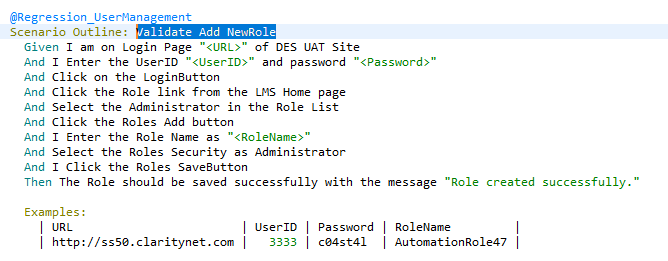 @Regression_UserManagement
Scenario Outline: Validate Add NewRole
Given I am on Login Page "<URL>" of DES UAT Site
And I Enter the UserID "<UserID>" and password "<Password>"
And Click on the LoginButton
And Click the Role link from the LMS Home page
And Select the Administrator in the Role List
And Click the Roles Add button
And I Enter the Role Name as "<RoleName>"
And Select the Roles Security as Administrator
And I Click the Roles SaveButton
Then The Role should be saved successfully with the message "Role created successfully."
Examples:
| URL | UserID | Password | RoleName |
| http://ss50.claritynet.com | 3333 | c04st4l | AutomationRole47 |